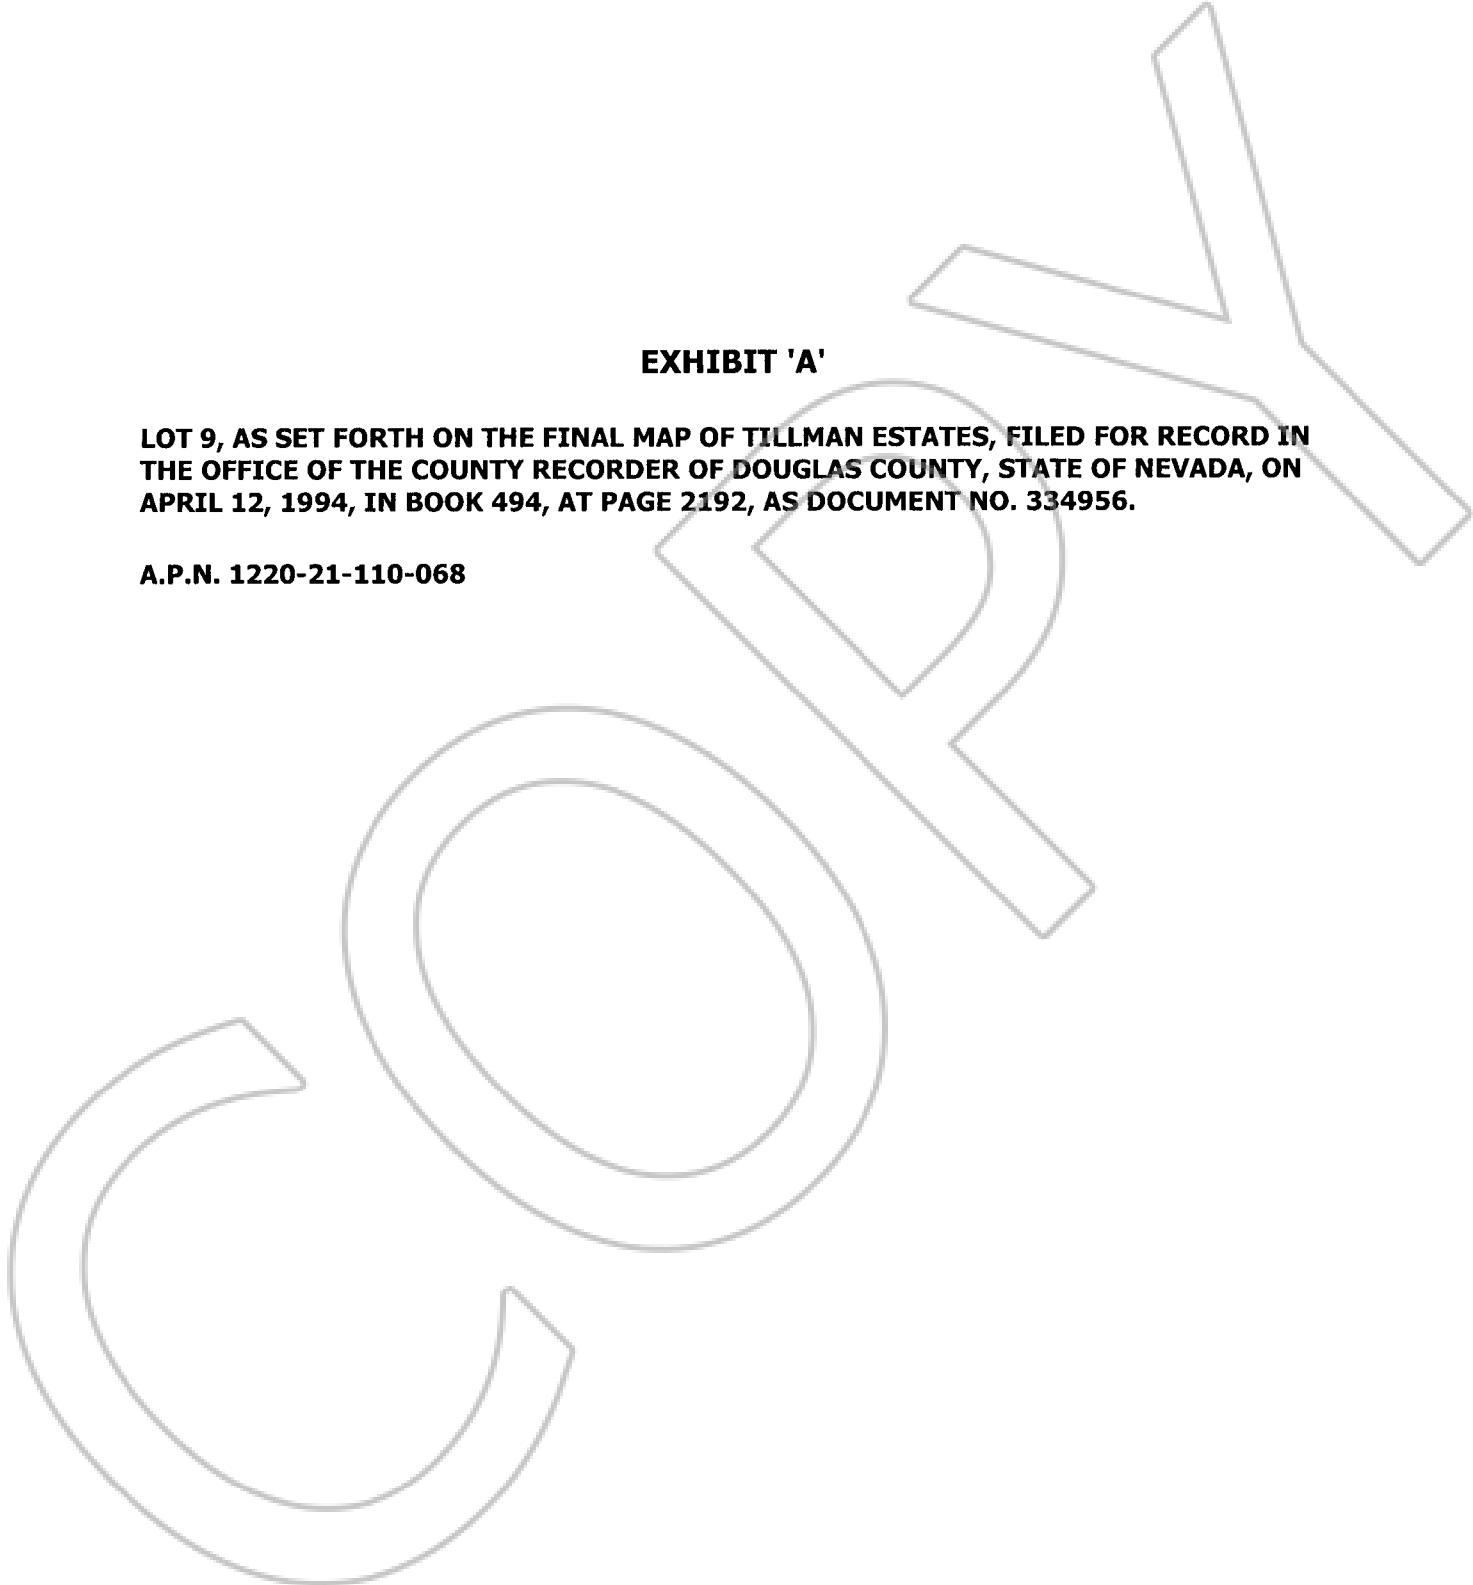 EXHIBIT 'A'
LOT 9, AS SET FORTH ON THE FINAL MAP OF TILLMAN ESTATES, FILED FOR RECORD IN
THE OFFICE OF THE COUNTY RECORDER OF DOUGLAS COUNTY, STATE OF NEVADA, ON
APRIL 12, 1994, IN BOOK 494, AT PAGE 2192, AS DOCUMENT NO. 334956.
A.P.N. 1220-21-110-068
COPY